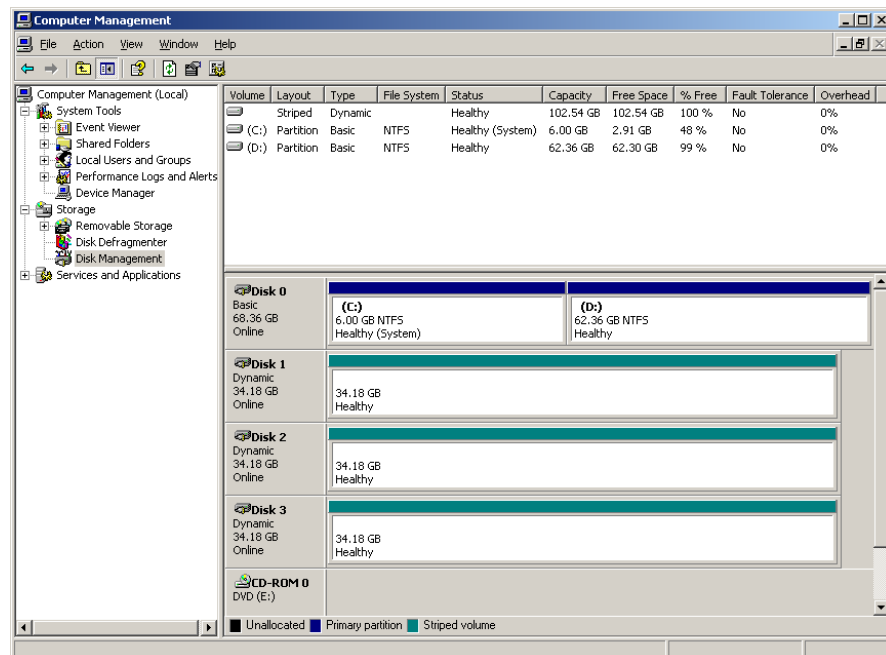 Computer Management
File Action View Window Help
Computer Management (Local)
System Tools
Event Viewer
Shared Folders
Local Users and Groups
Performance Logs and Alerts
Device Manager
Storage
Removable Storage
Disk Defragmenter
Disk Management
Services and Applications
Volume Layout Type File System Status Capacity Free Space % Free Fault Tolerance Overhead
Striped Dynamic Healthy 102.54 GB 102.54 GB 100 % No 0%
(C:) Partition Basic NTFS Healthy (System) 6.00 GB 2.91 GB 48 % No 0%
(D:) Partition Basic NTFS Healthy 62.36 GB 62.30 GB 99 % No 0%
Disk 0
Basic
68.36 GB
Online
(C:)
6.00 GB NTFS
Healthy (System)
(D:)
62.36 GB NTFS
Healthy
Disk 1
Dynamic
34.18 GB
Online
34.18 GB
Healthy
Disk 2
Dynamic
34.18 GB
Online
34.18 GB
Healthy
Disk 3
Dynamic
34.18 GB
Online
34.18 GB
Healthy
CD-ROM 0
DVD (E:)
Unallocated Primary partition Striped volume